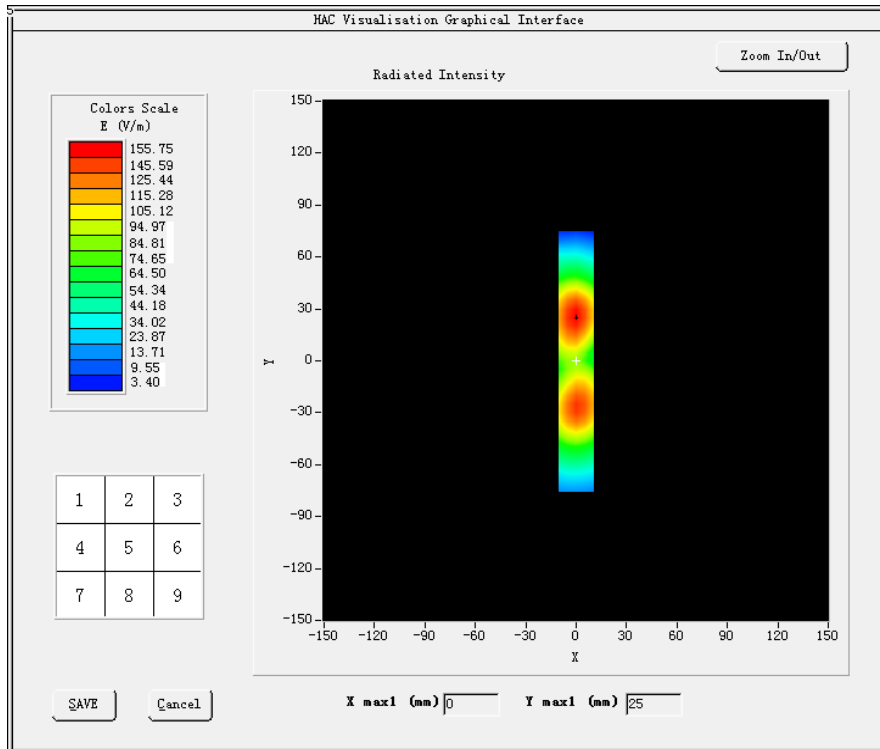 5
HAC Visualisation Graphical Interface
Zoom In/Out
Radiated Intensity
Colors Scale
E (V/m)
155.75
145.59
125.44
115.28
105.12
94.97
84.81
74.65
64.50
54.34
44.18
34.02
23.87
13.71
9.55
3.40
150
120
90
60
30
0
-30
-60
-90
-120
-150
Y
-150 -120 -90 -60 -30 0 30 60 90 120 150
X
1 2 3
4 5 6
7 8 9
SAVE Cancel
X max1 (mm) 0 Y max1 (mm) 25